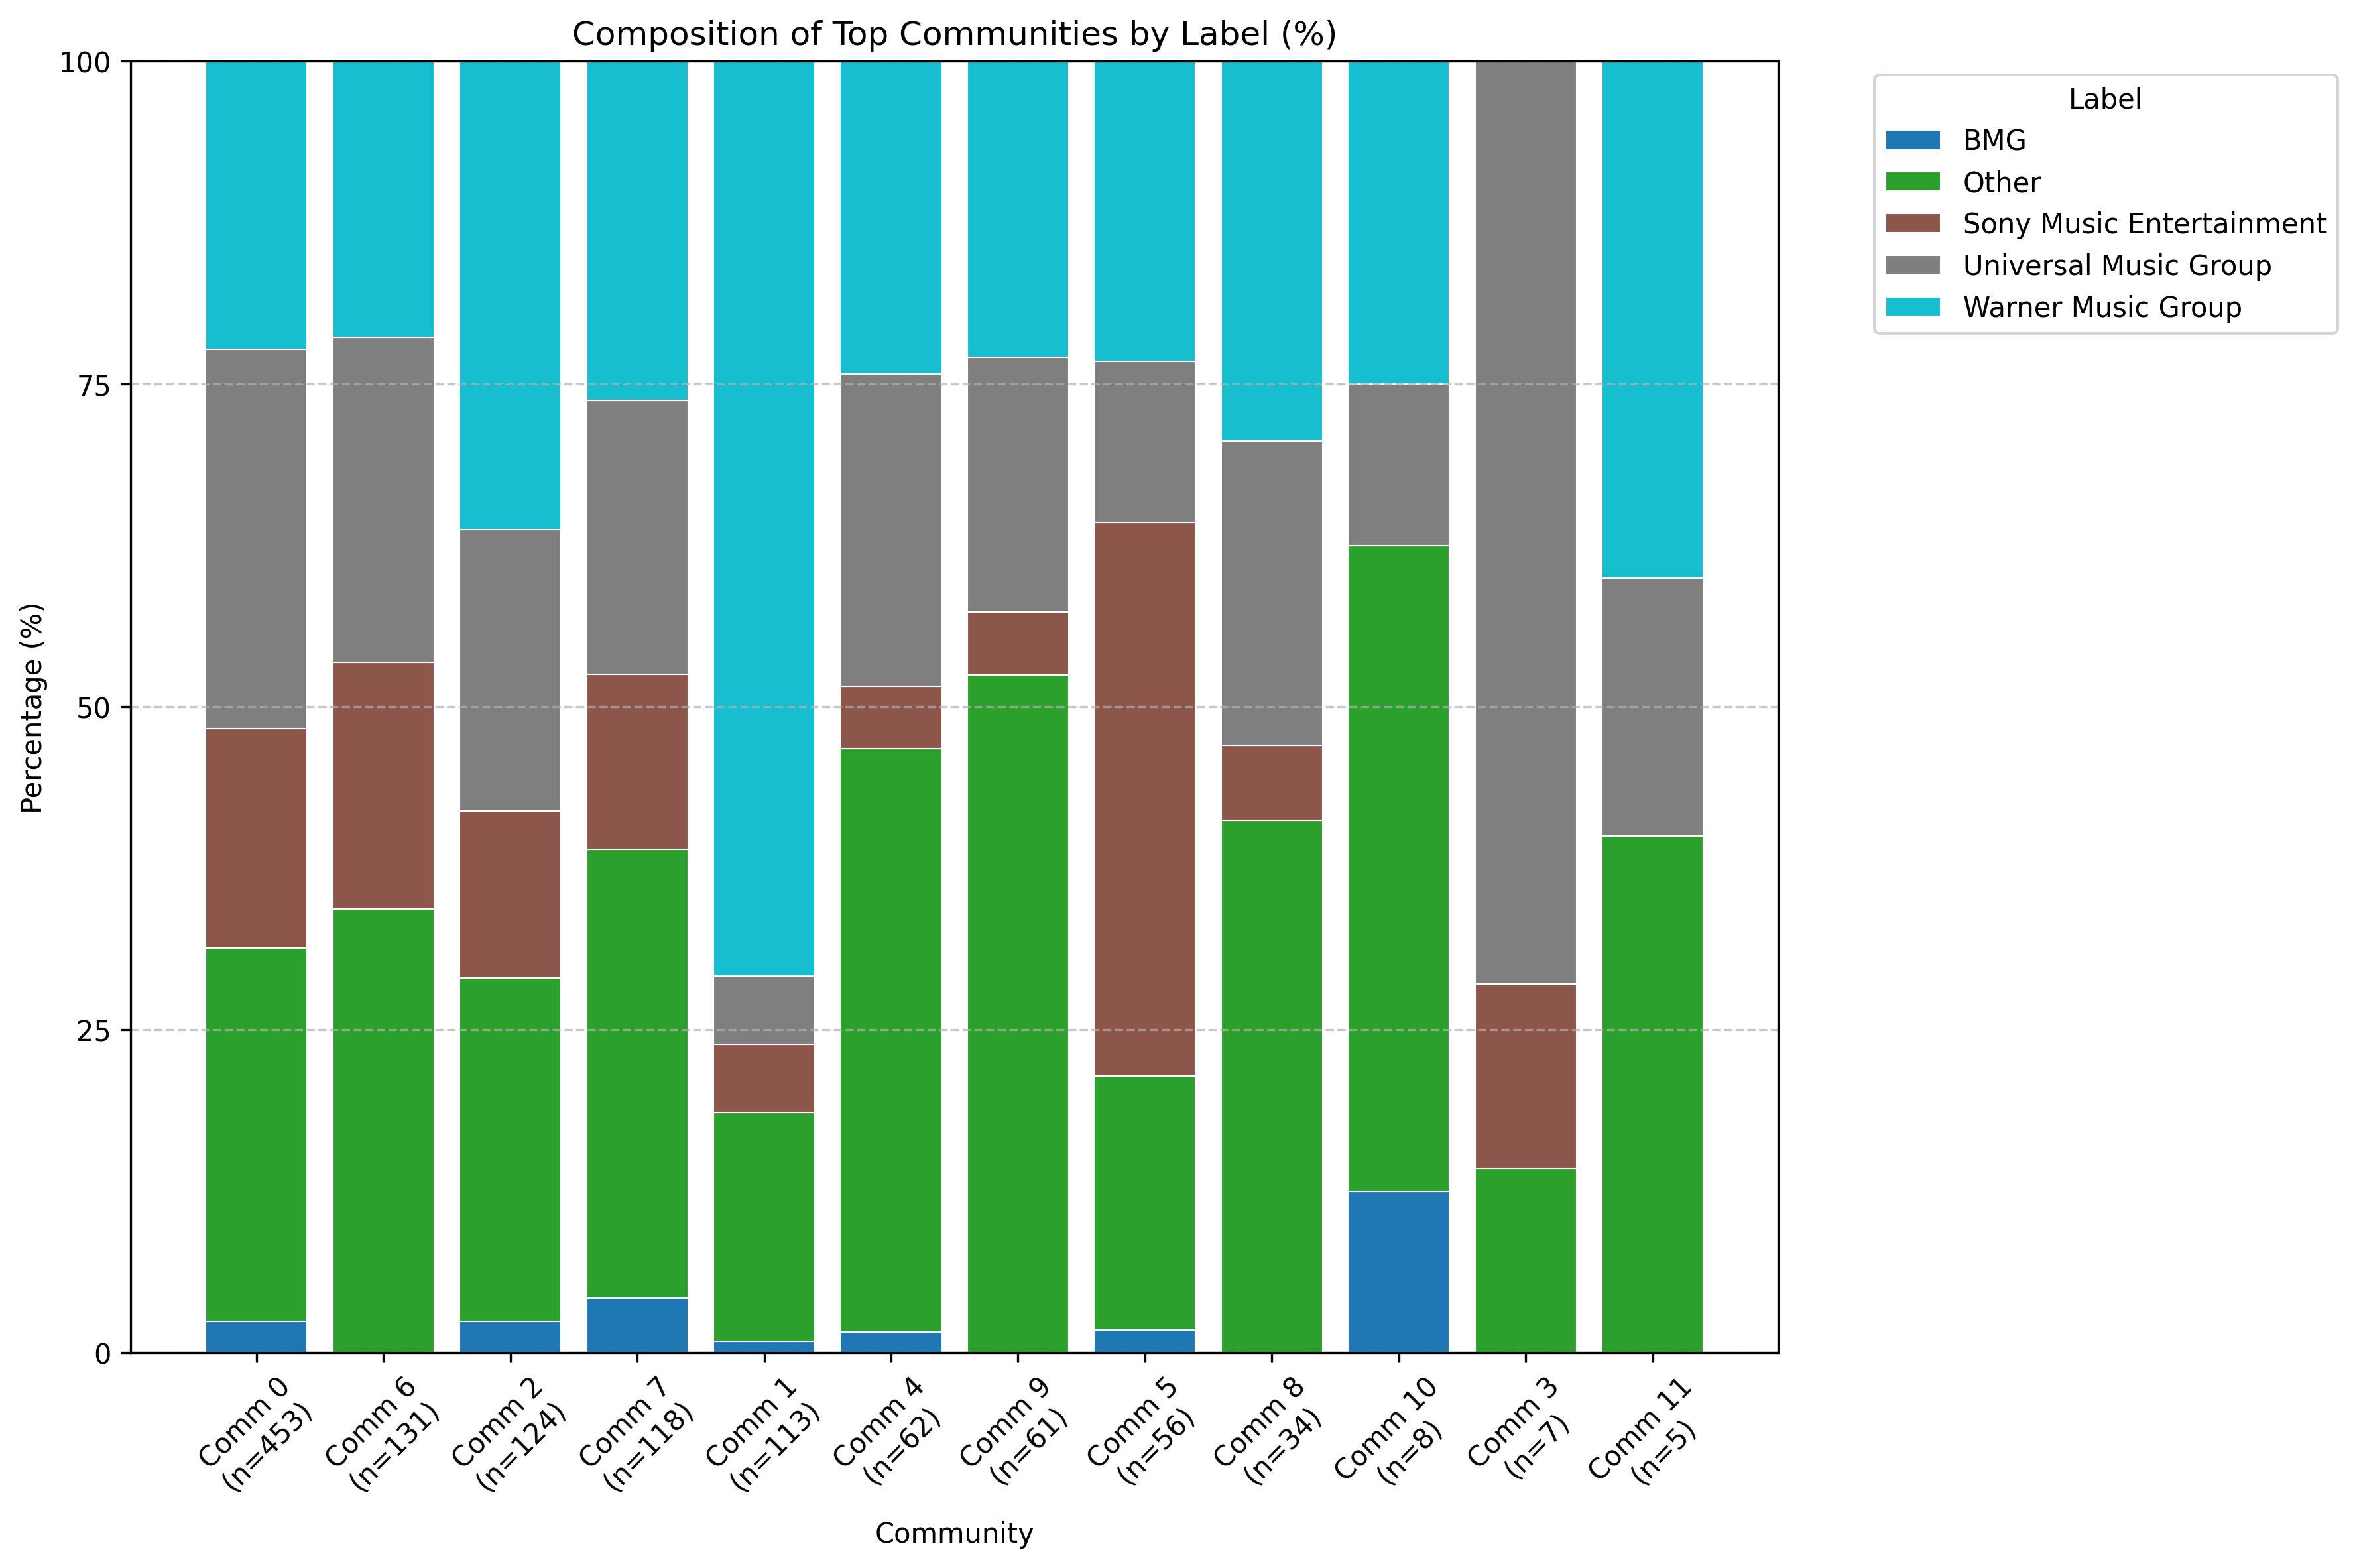 Composition of Top Communities by Label (%)
Label
BMG
Other
Sony Music Entertainment
Universal Music Group
Warner Music Group
Percentage (%)
100
75
50
25
0
Comm 0
(n=453)
Comm 6
(n=131)
Comm 2
(n=124)
Comm 7
(n=118)
Comm 1
(n=113)
Comm 4
(n=62)
Comm 9
(n=61)
Comm 5
(n=56)
Comm 8
(n=34)
Comm 10
(n=8)
Comm 3
(n=7)
Comm 11
(n=5)
Community